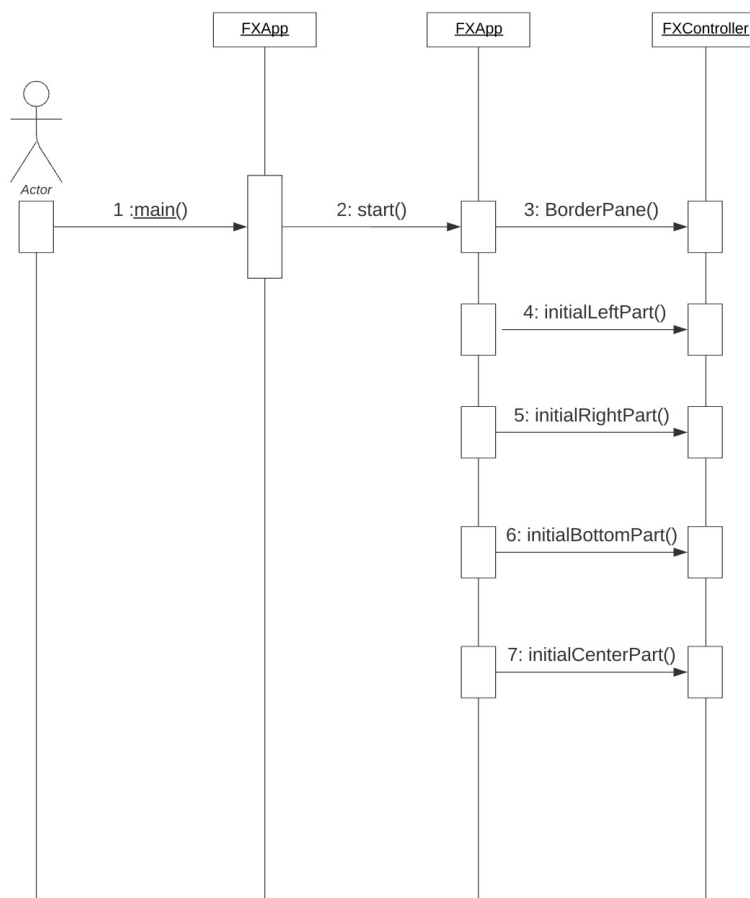 FXApp
FXApp
FXController
Actor
1 :main()
2: start()
3: BorderPane()
4: initialLeftPart()
5: initialRightPart()
6: initialBottomPart()
7: initialCenterPart()